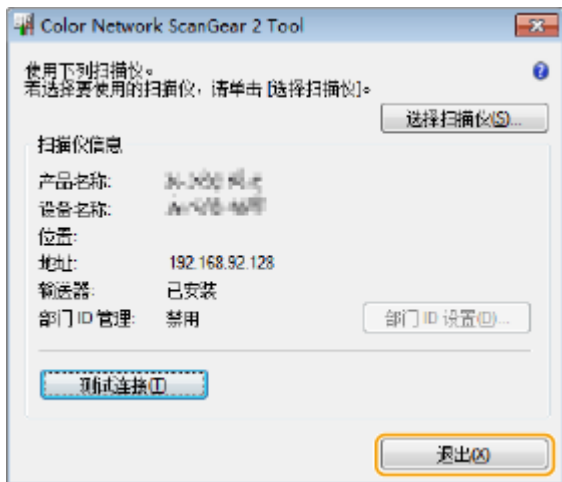 Color Network ScanGear 2 Tool
使用下列扫描仪。
若选择要使用的扫描仪，请单击 [选择扫描仪]。
选择扫描仪(S)...
扫描仪信息
产品名称:
设备名称:
位置:
地址: 192.168.92.128
输送器: 已安装
部门 ID 管理: 禁用
部门 ID 设置(D)...
测试连接(T)
退出(X)